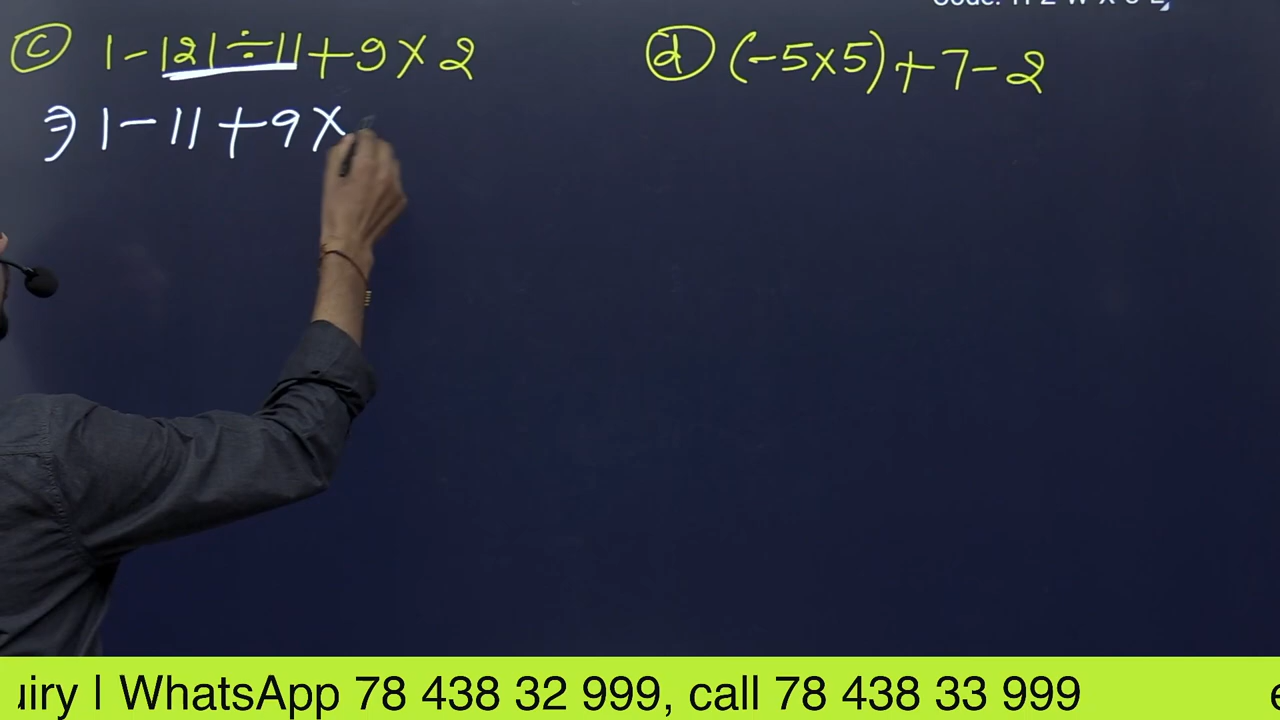 ⓒ 1-121÷11+9×2
⇒ 1-11+9×
ⓓ (-5×5)+7-2
WhatsApp 78 438 32 999, call 78 438 33 999